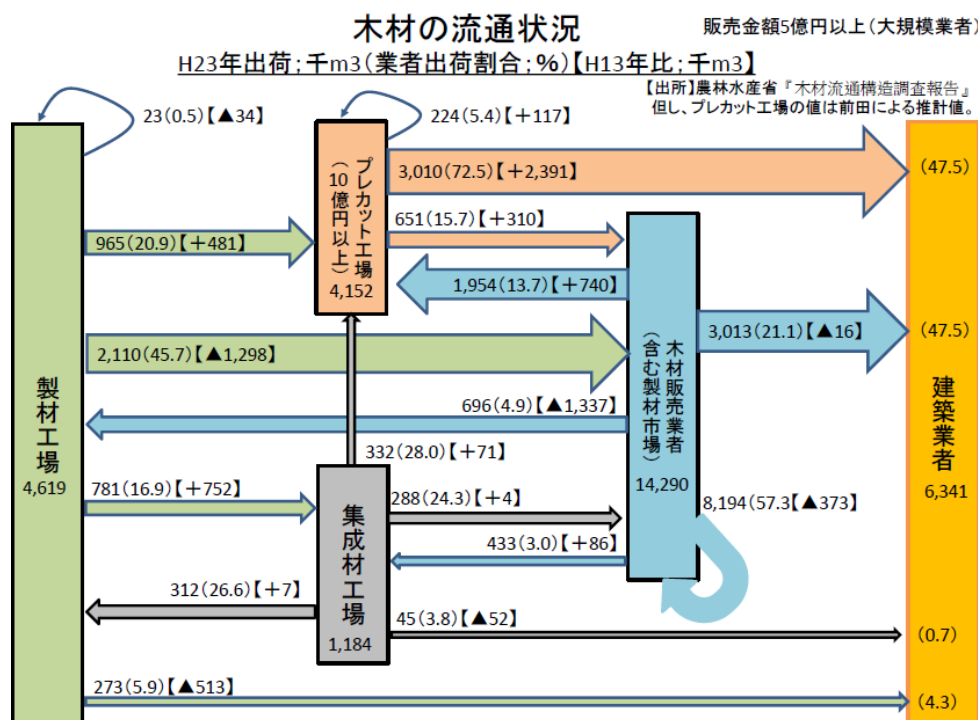 木材の流通状況
販売金額5億円以上(大規模業者)
H23年出荷;千m3(業者出荷割合;%)【H13年比;千m3】
【出所】農林水産省『木材流通構造調査報告』
但し、プレカット工場の値は前田による推計値。
23(0.5)【▲34】
224(5.4)【+117】
3,010(72.5)【+2,391】
(47.5)
プレカット工場
(10億円以上)
4,152
651(15.7)【+310】
965(20.9)【+481】
1,954(13.7)【+740】
3,013(21.1)【▲16】
(47.5)
2,110(45.7)【▲1,298】
木材販売業者
(含む製材市場)
14,290
製材工場
4,619
建築業者
6,341
696(4.9)【▲1,337】
332(28.0)【+71】
781(16.9)【+752】
288(24.3)【+4】
8,194(57.3【▲373】
433(3.0)【+86】
集成材工場
1,184
312(26.6)【+7】
45(3.8)【▲52】
(0.7)
273(5.9)【▲513】
(4.3)